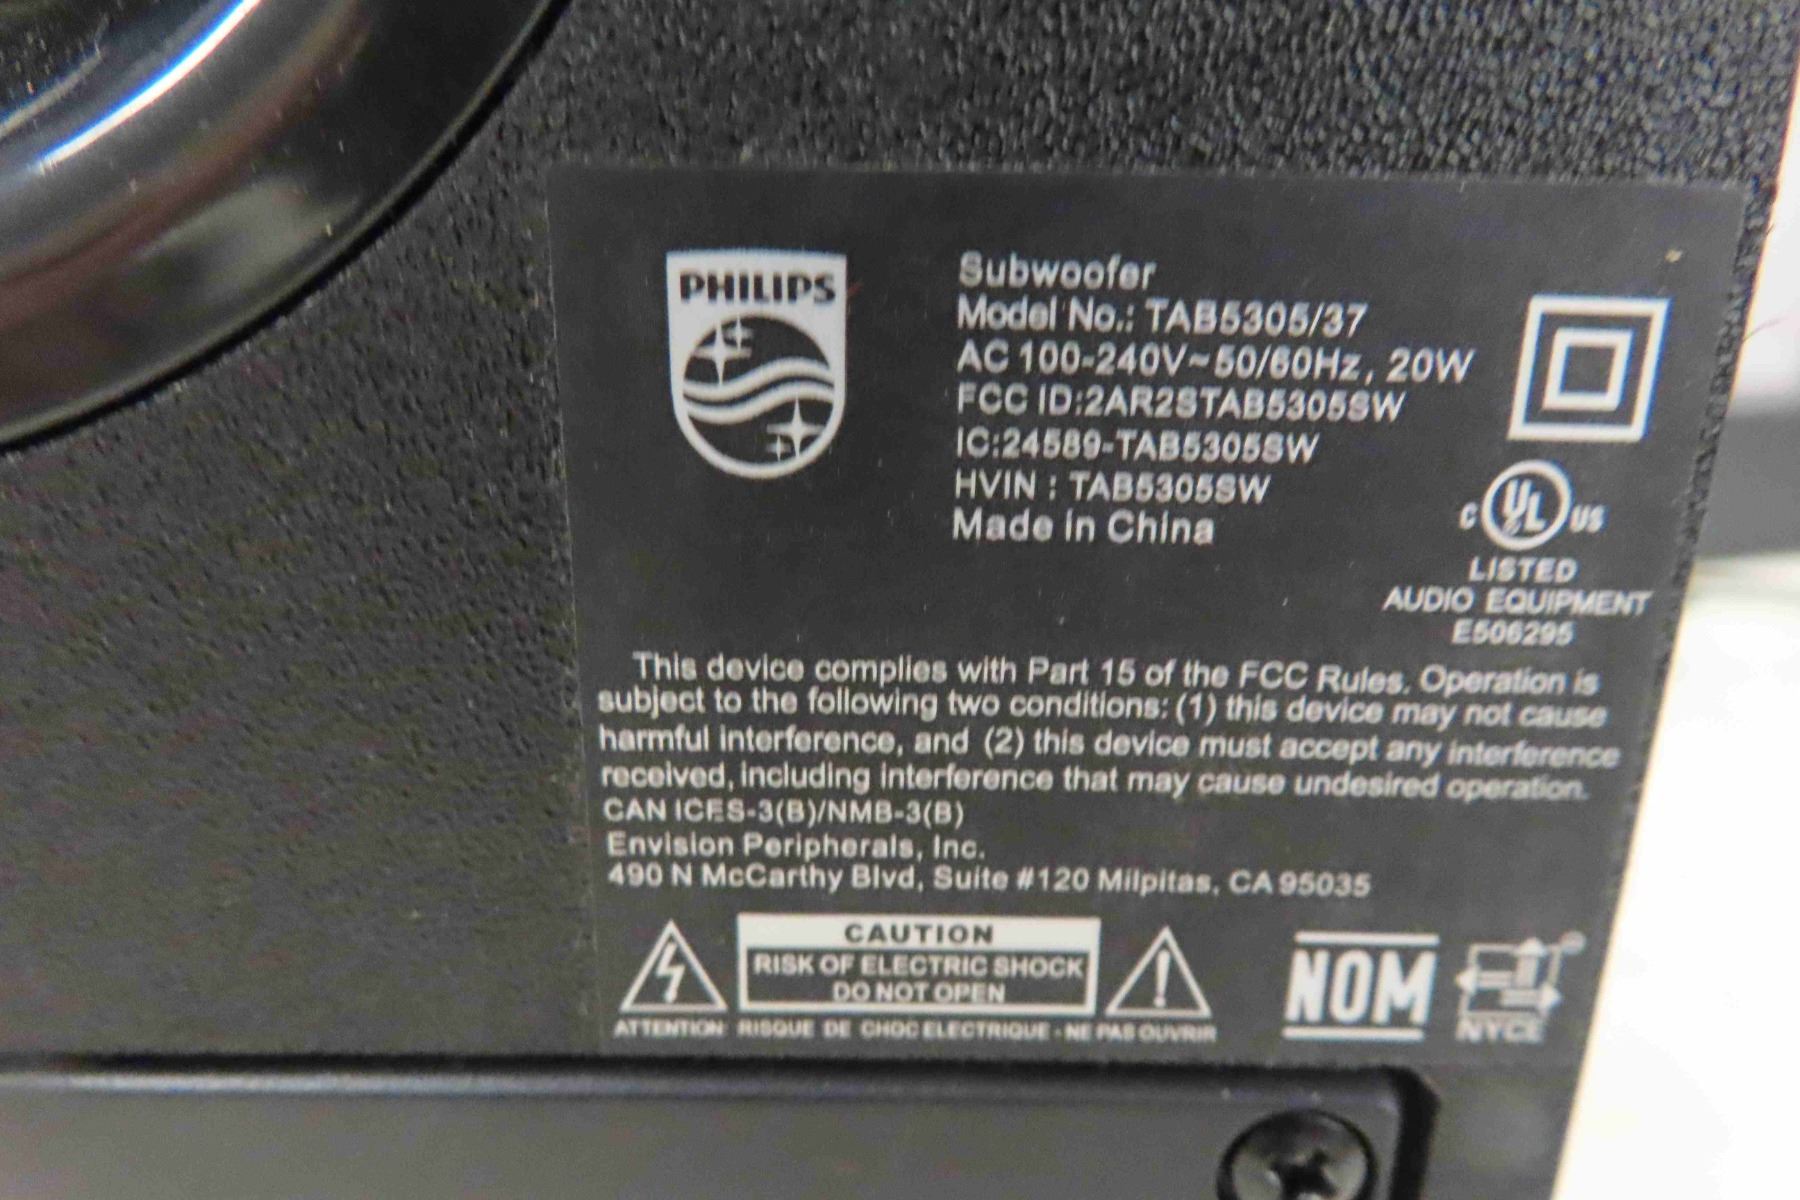 PHILIPS
Subwoofer
Model No.: TAB5305/37
AC 100-240V~50/60Hz, 20W
FCC ID:2AR2STAB5305SW
IC:24589-TAB5305SW
HVIN : TAB5305SW
Made in China
C UL US
LISTED
AUDIO EQUIPMENT
E506295
This device complies with Part 15 of the FCC Rules. Operation is
subject to the following two conditions: (1) this device may not cause
harmful interference, and (2) this device must accept any interference
received, including interference that may cause undesired operation.
CAN ICES-3(B)/NMB-3(B)
Envision Peripherals, Inc.
490 N McCarthy Blvd, Suite #120 Milpitas, CA 95035
CAUTION
RISK OF ELECTRIC SHOCK
DO NOT OPEN
ATTENTION RISQUE DE CHOC ELECTRIQUE - NE PAS OUVRIR
NOM
NYCE